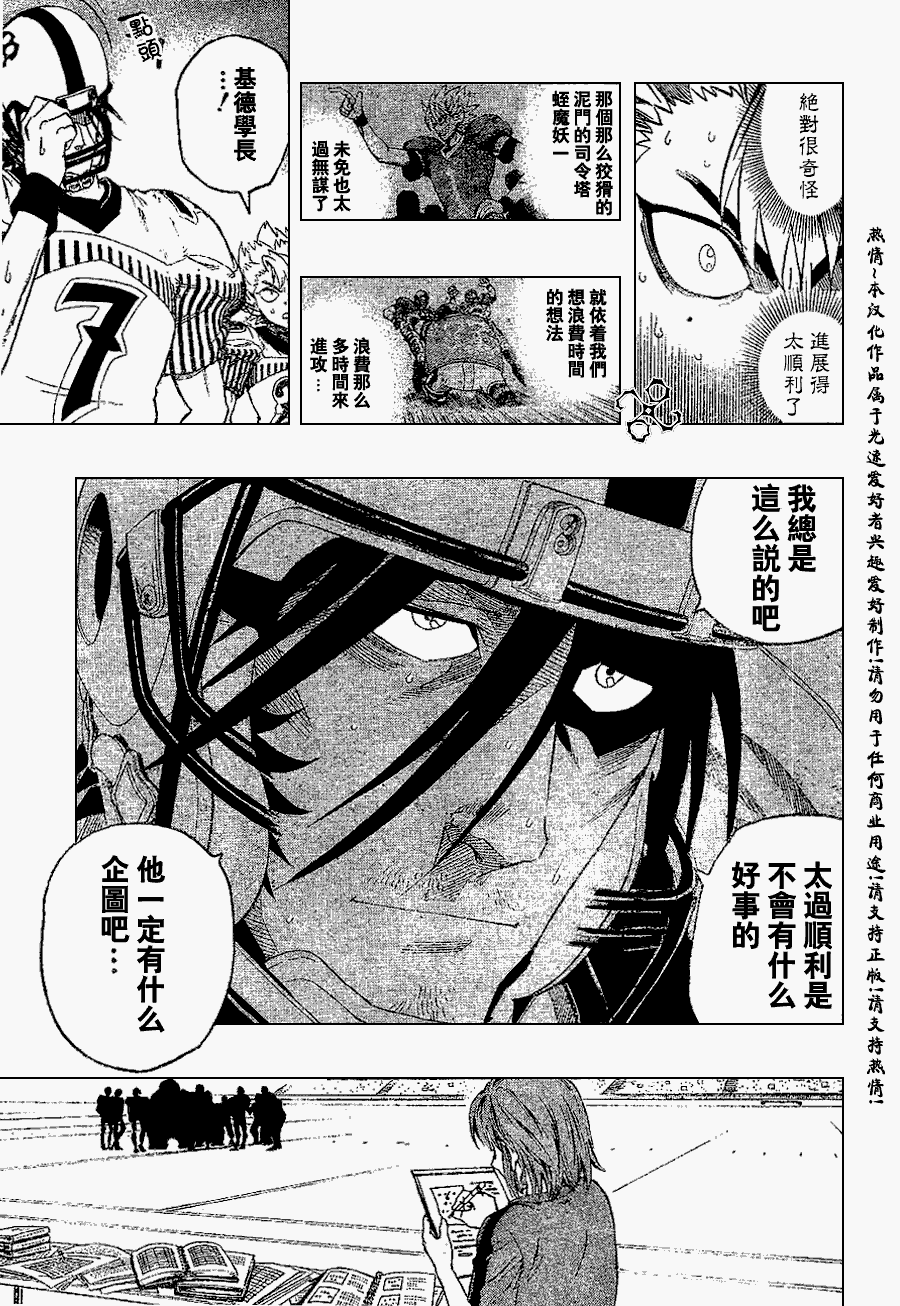 絶對很奇怪
進展得
太順利了
那個那么狡猾的
泥門的司令塔
蛭魔妖一
未免也太
過無謀了
就依着我們
想浪費時間
的想法
浪費那么
多時間來
進攻…
點頭
基德學長
…！
7
我總是
這么説的吧
太過順利是
不會有什么
好事的
他一定有什么
企圖吧…
热情~本汉化作品属于光速爱好者兴趣爱好制作!请勿用于任何商业用途!请支持正版!请支持热情!